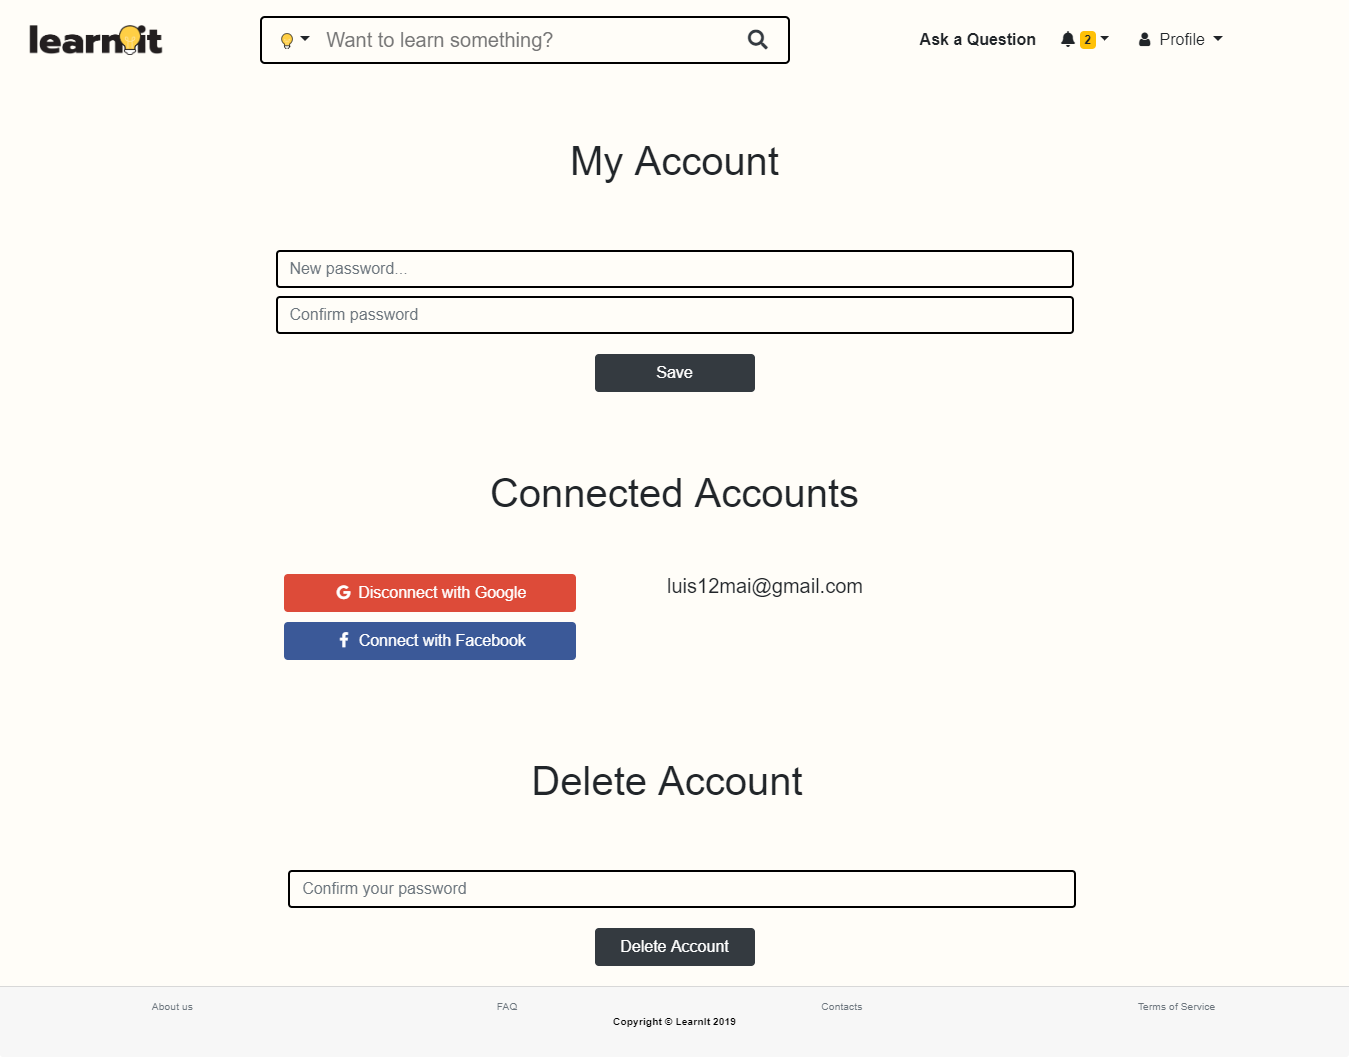 learnit
Want to learn something?
Ask a Question
2
Profile
My Account
New password...
Confirm password
Save
Connected Accounts
Disconnect with Google
luis12mai@gmail.com
Connect with Facebook
Delete Account
Confirm your password
Delete Account
About us FAQ Contacts Terms of Service
Copyright © LearnIt 2019